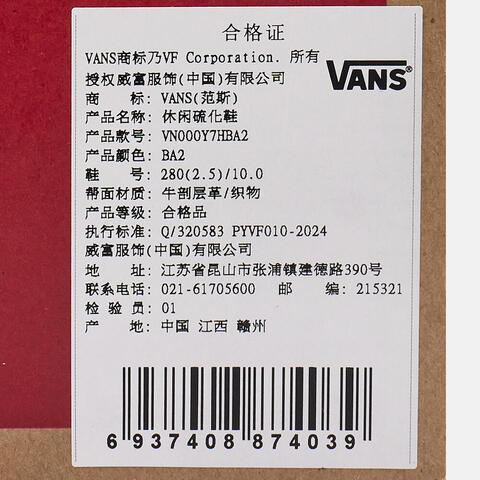 合格证
VANS商标乃VF Corporation. 所有
授权威富服饰(中国)有限公司
VANS®
商 标: VANS(范斯)
产品名称: 休闲硫化鞋
产品款号: VN000Y7HBA2
产品颜色: BA2
鞋 号: 280(2.5)/10.0
帮面材质: 牛剖层革/织物
产品等级: 合格品
执行标准: Q/320583 PYVF010-2024
威富服饰(中国)有限公司
地 址: 江苏省昆山市张浦镇建德路390号
联系电话: 021-61705600 邮 编: 215321
检 验 员: 01
产 地: 中国 江西 赣州
6 937408 874039